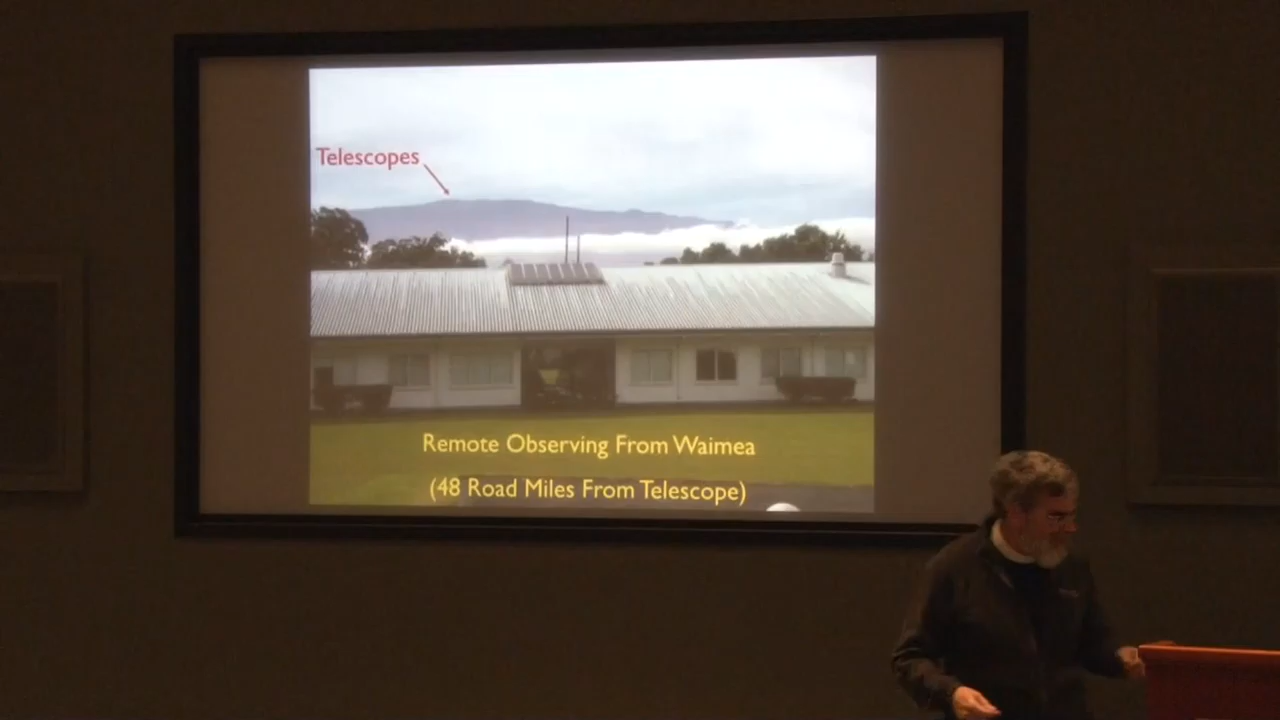 Telescopes
Remote Observing From Waimea
(48 Road Miles From Telescope)